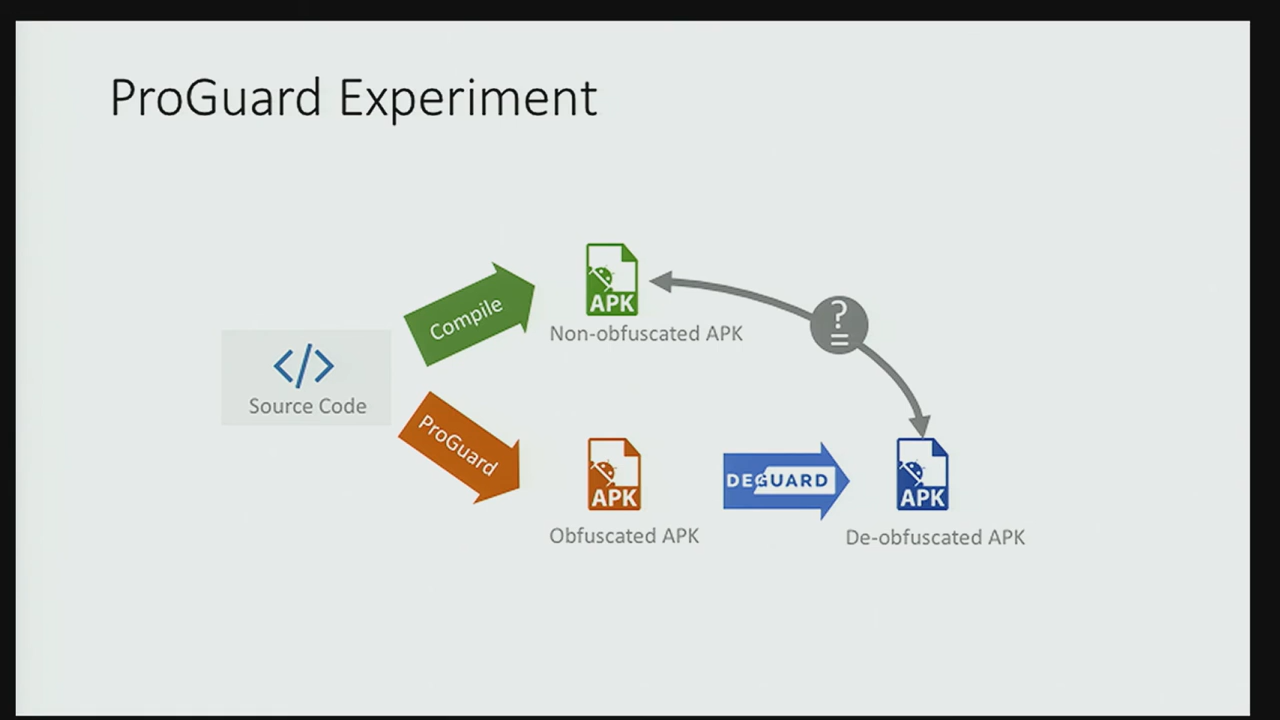 ProGuard Experiment
Compile
APK
Non-obfuscated APK
?
=
</>
Source Code
ProGuard
APK
Obfuscated APK
DEGUARD
APK
De-obfuscated APK